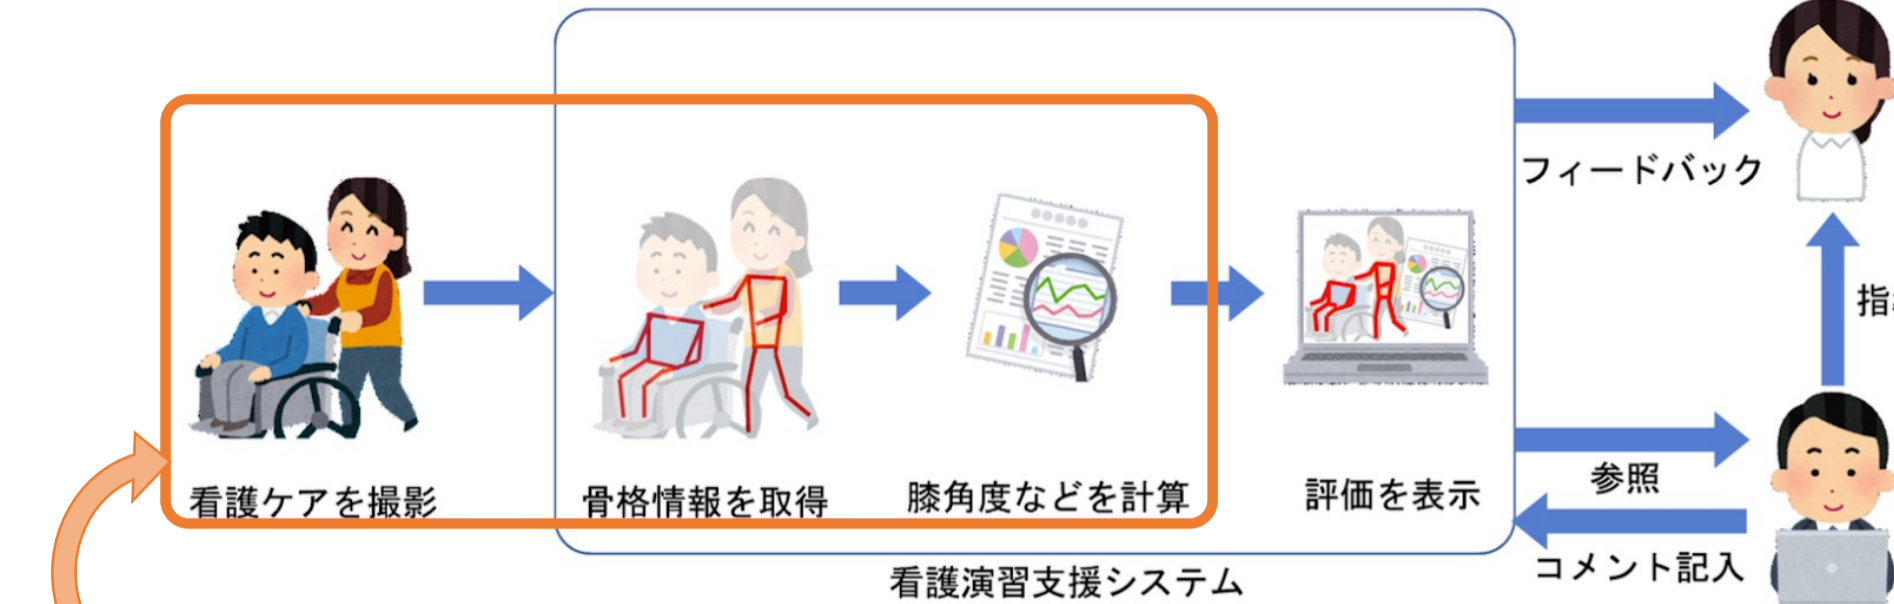 フィードバック
指
看護ケアを撮影
骨格情報を取得
膝角度などを計算
評価を表示
参照
コメント記入
看護演習支援システム